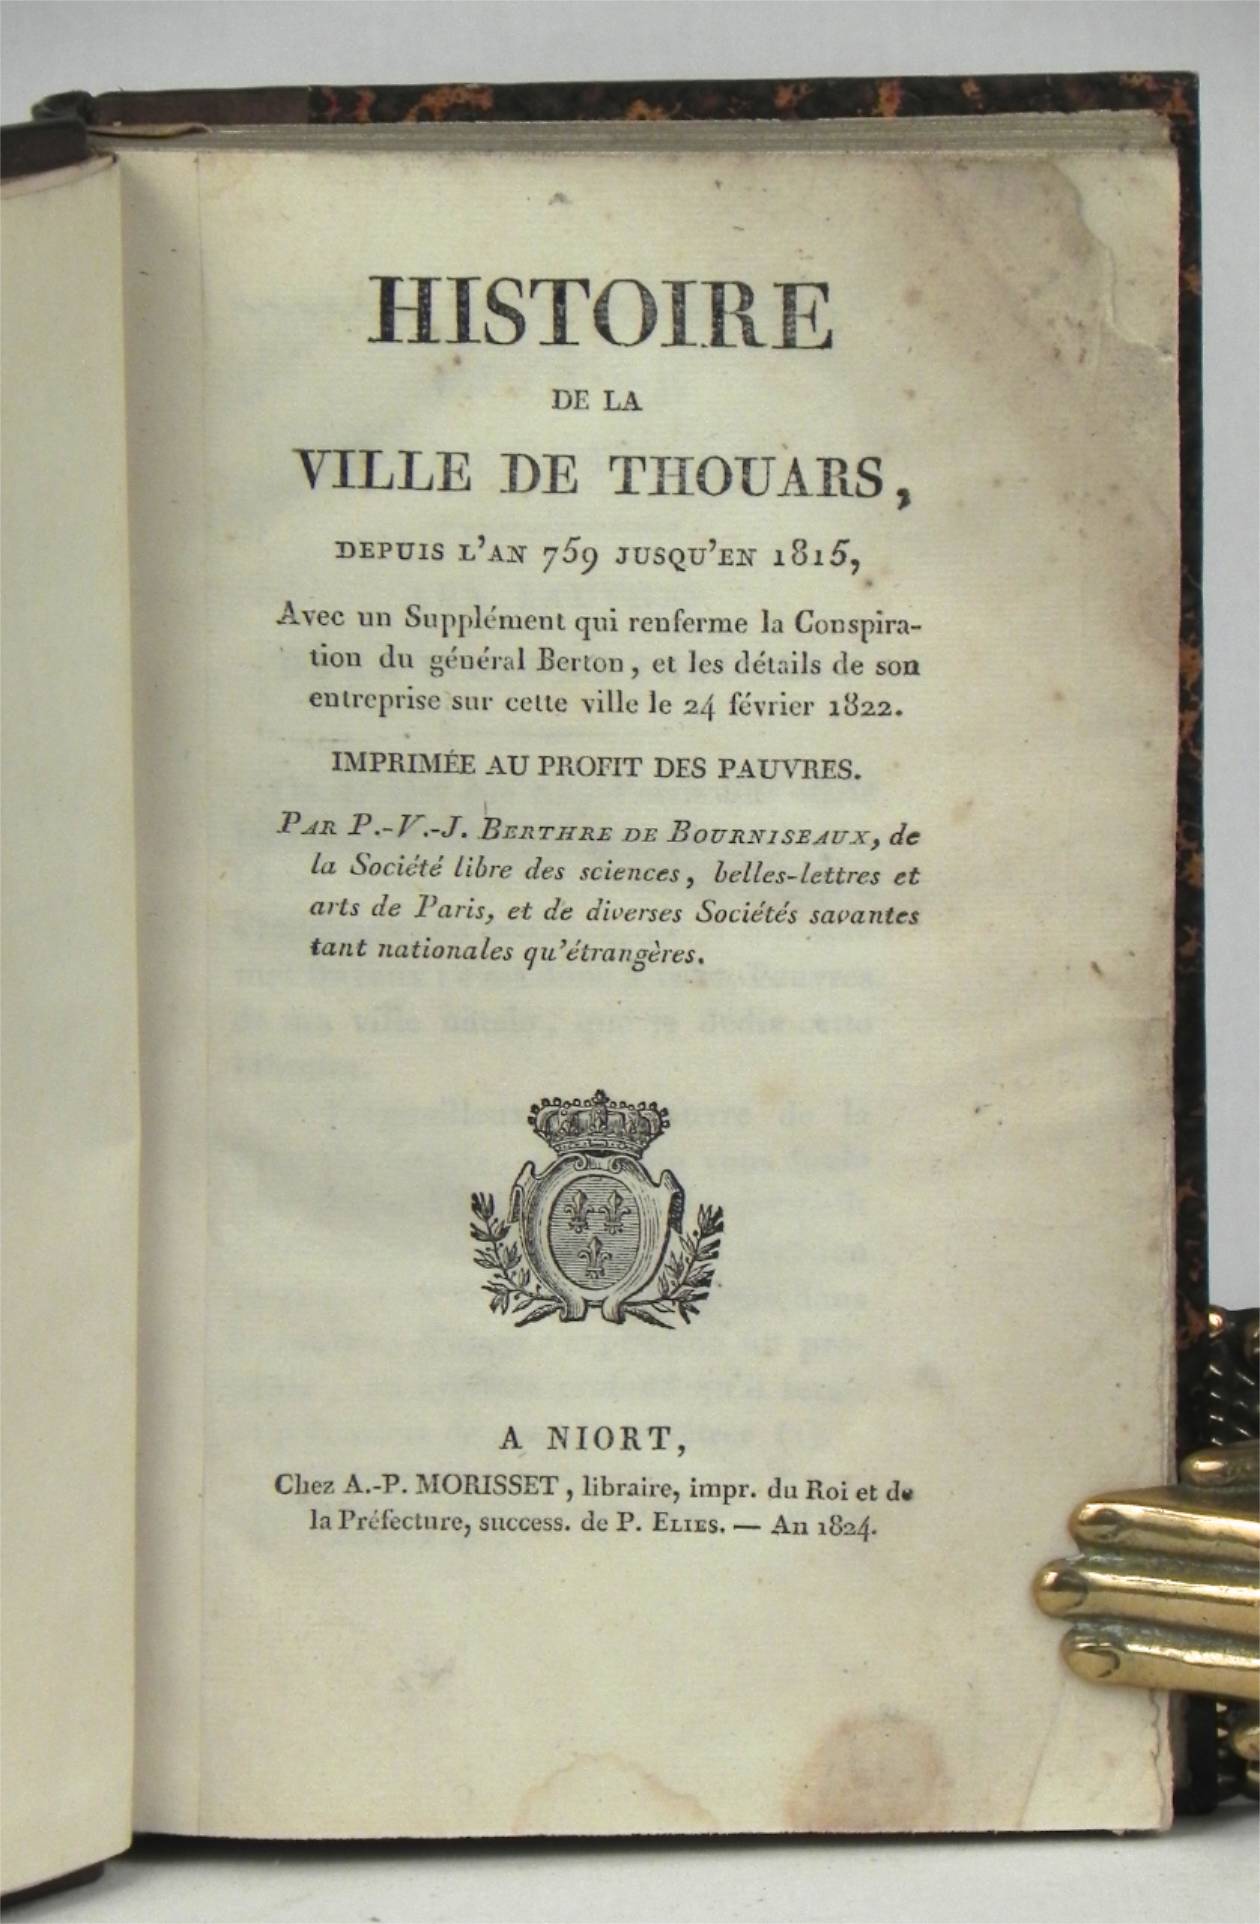 HISTOIRE
DE LA
VILLE DE THOUARS,
DEPUIS L'AN 759 JUSQU'EN 1815,
Avec un Supplément qui renferme la Conspira-
tion du général Berton, et les détails de son
entreprise sur cette ville le 24 février 1822.
IMPRIMÉE AU PROFIT DES PAUVRES.
PAR P.-V.-J. BERTHRE DE BOURNISEAUX, de
la Société libre des sciences, belles-lettres et
arts de Paris, et de diverses Sociétés savantes
tant nationales qu'étrangères.
A NIORT,
Chez A.-P. MORISSET, libraire, impr. du Roi et de
la Préfecture, success. de P. ELIES. — An 1824.